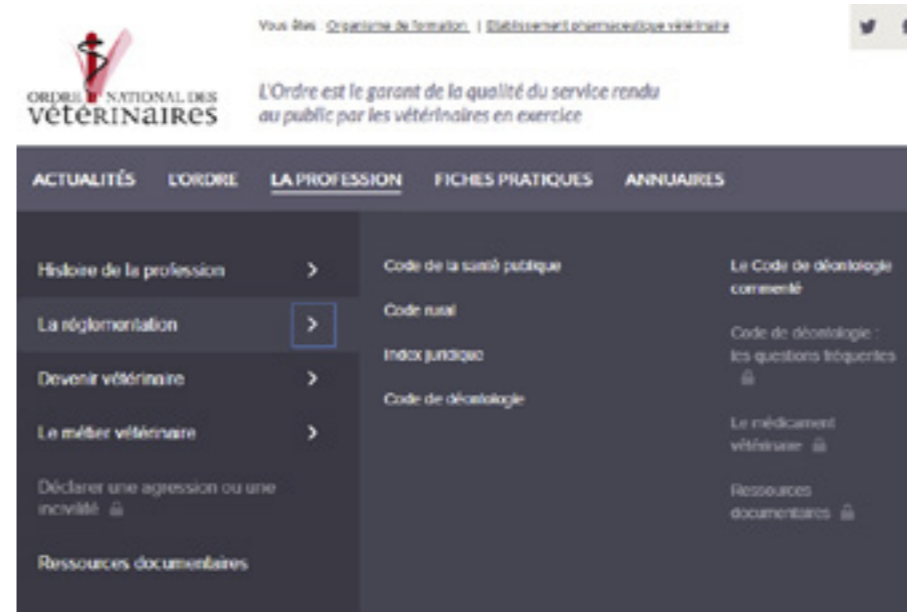 Vous êtes : Organisme de formation | Etablissement pharmaceutique vétérinaire
ORDRE NATIONAL DES
VéTéRINaIRes
L'Ordre est le garant de la qualité du service rendu
au public par les vétérinaires en exercice
ACTUALITÉS L'ORDRE LA PROFESSION FICHES PRATIQUES ANNUAIRES
Histoire de la profession
La réglementation
Devenir vétérinaire
Le métier vétérinaire
Déclarer une agression ou une
incivilité
Ressources documentaires
Code de la santé publique
Code rural
Index juridique
Code de déontologie
Le Code de déontologie
commenté
Code de déontologie :
les questions fréquentes
Le médicament
vétérinaire
Ressources
documentaires